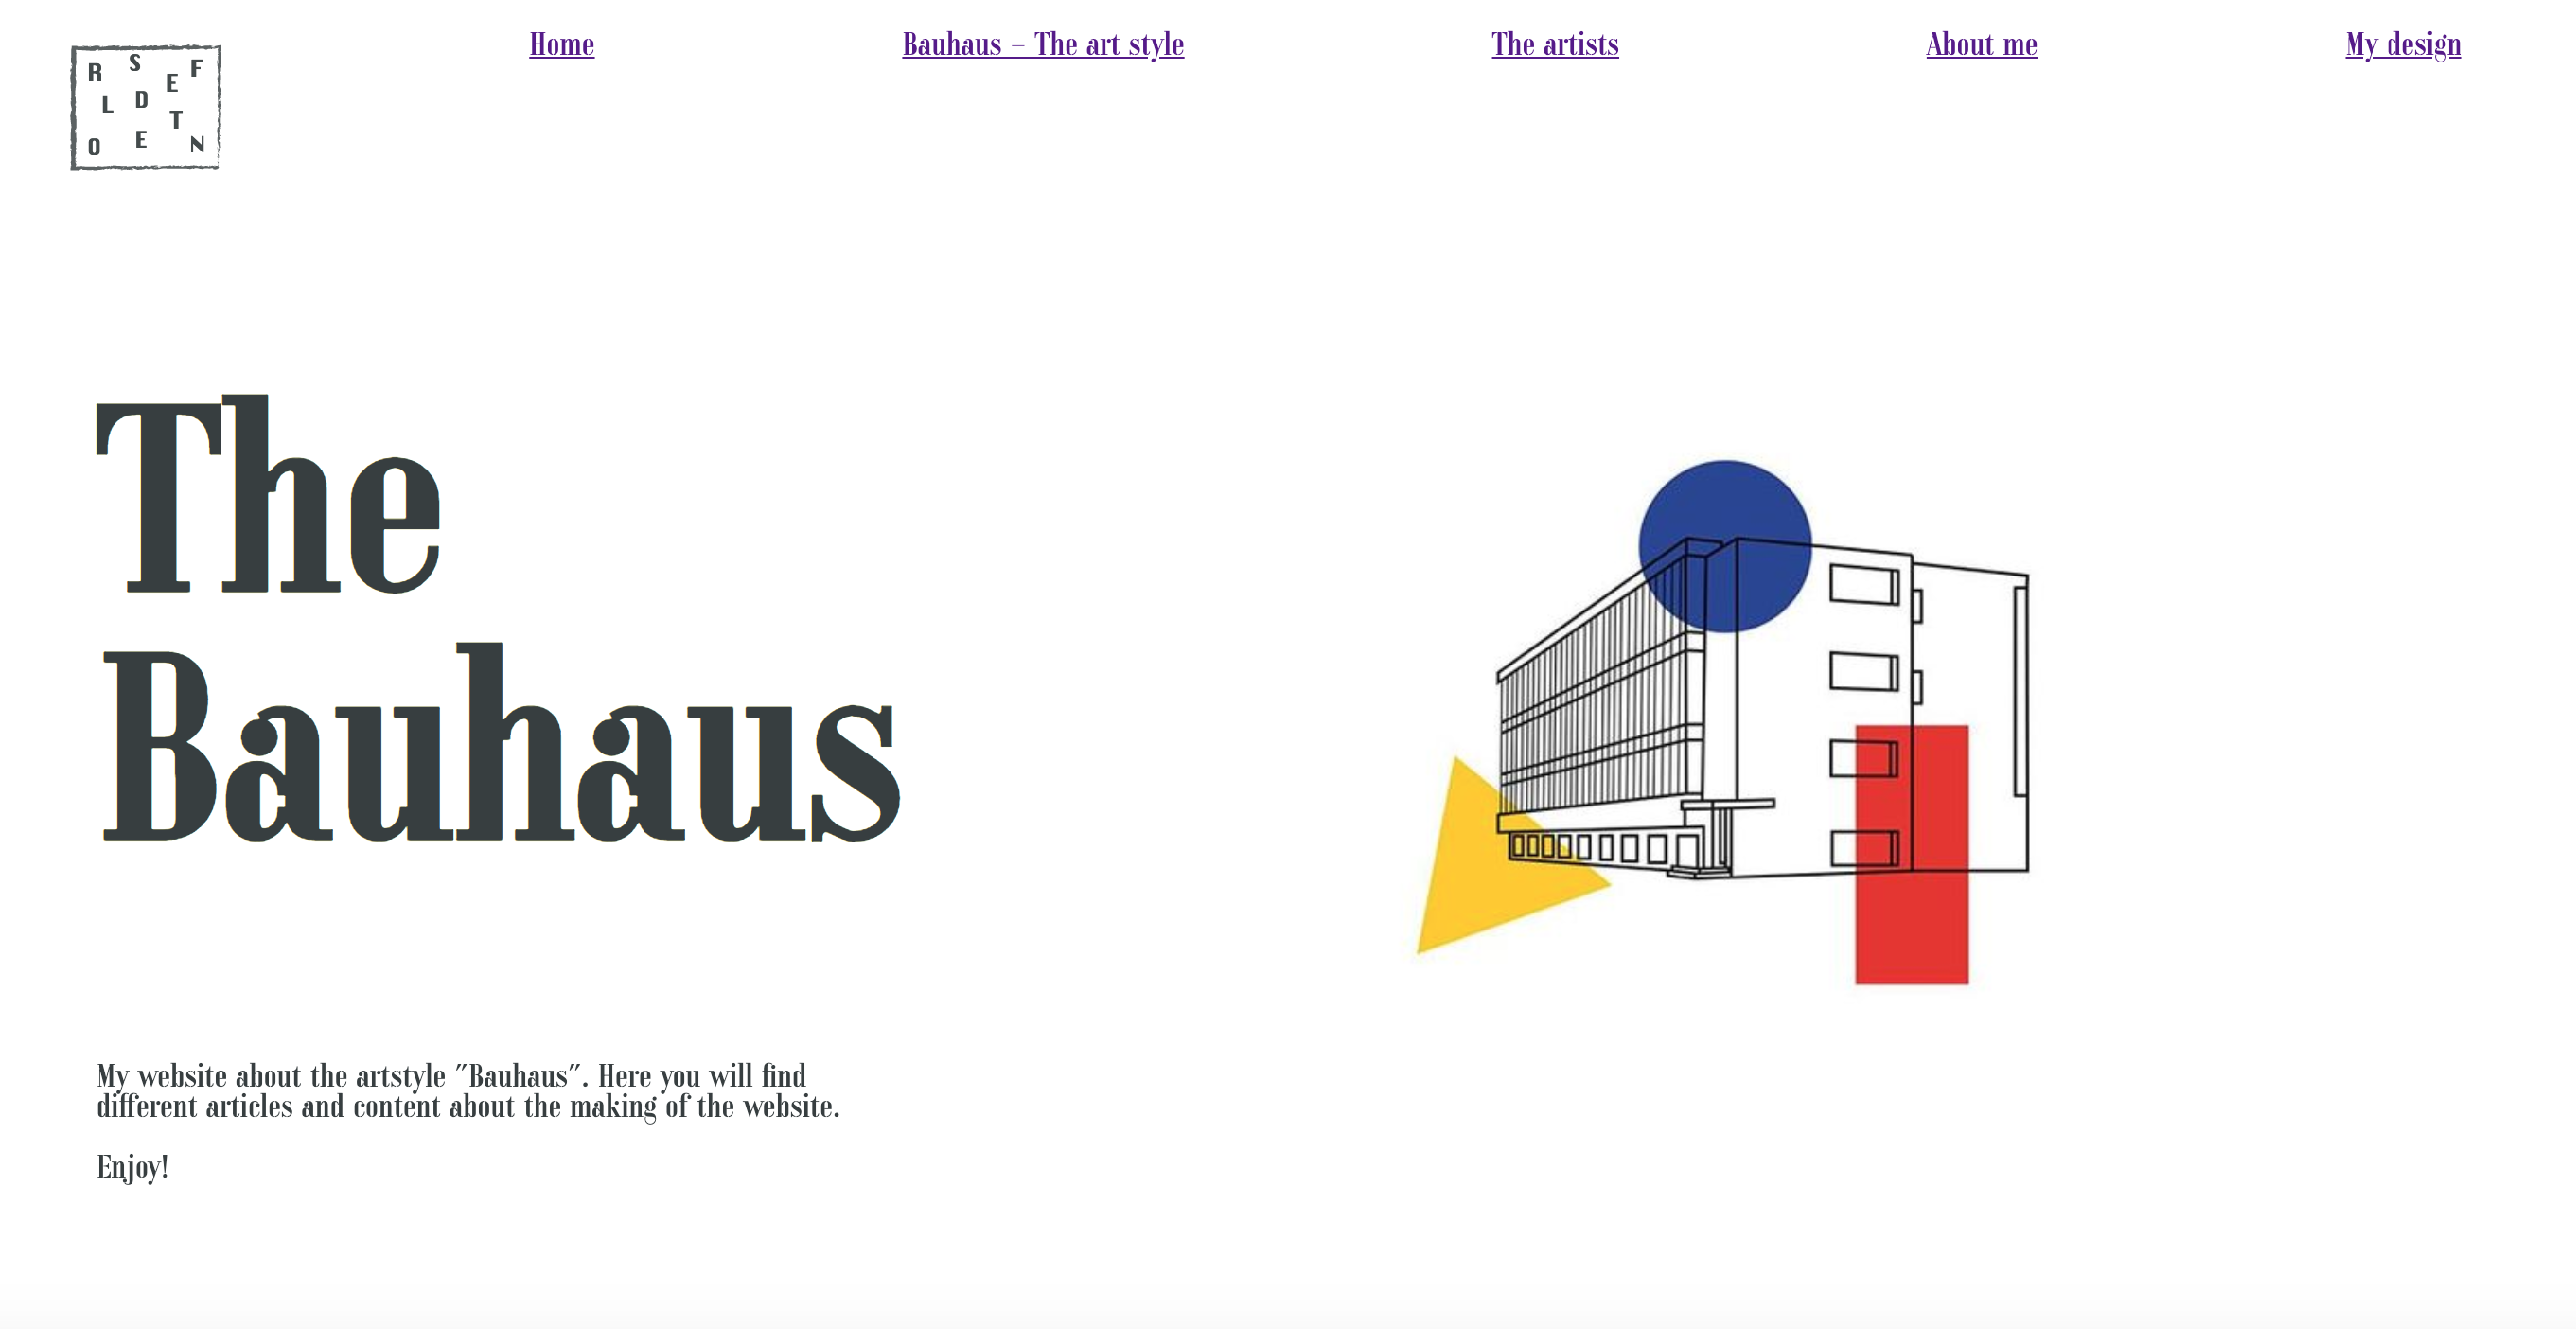 Home Bauhaus – The art style The artists About me My design
R S E F
L D T
O E N
The
Bauhaus
My website about the artstyle "Bauhaus". Here you will find
different articles and content about the making of the website.
Enjoy!